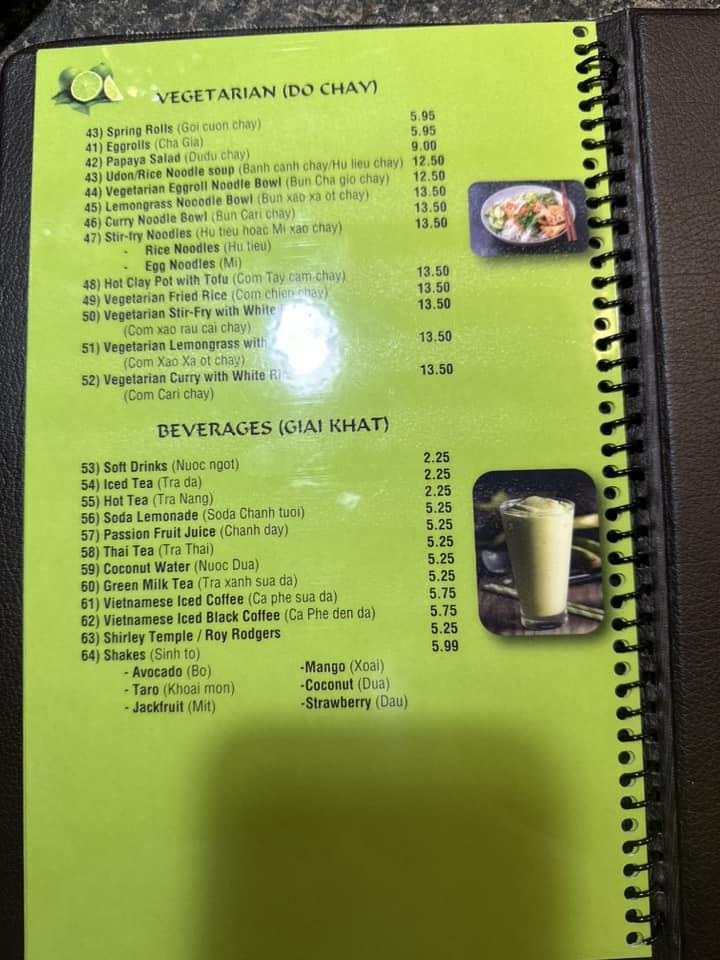 VEGETARIAN (DO CHAY)
43) Spring Rolls (Goi cuon chay) 5.95
41) Eggrolls (Cha Gia) 5.95
42) Papaya Salad (Dudu chay) 9.00
43) Udon/Rice Noodle soup (Banh canh chay/Hu lieu chay) 12.50
44) Vegetarian Eggroll Noodle Bowl (Bun Cha gio chay) 12.50
45) Lemongrass Nooodle Bowl (Bun xao xa ot chay) 13.50
46) Curry Noodle Bowl (Bun Cari chay) 13.50
47) Stir-fry Noodles (Hu tieu hoac Mi xao chay) 13.50
- Rice Noodles (Hu tieu)
- Egg Noodles (Mi)
48) Hot Clay Pot with Tofu (Com Tay cam chay) 13.50
49) Vegetarian Fried Rice (Com chien chay) 13.50
50) Vegetarian Stir-Fry with White 13.50
(Com xao rau cai chay)
51) Vegetarian Lemongrass with 13.50
(Com Xao Xa ot chay)
52) Vegetarian Curry with White 13.50
(Com Cari chay)
BEVERAGES (GIAI KHAT)
53) Soft Drinks (Nuoc ngot) 2.25
54) Iced Tea (Tra da) 2.25
55) Hot Tea (Tra Nang) 2.25
56) Soda Lemonade (Soda Chanh tuoi) 5.25
57) Passion Fruit Juice (Chanh day) 5.25
58) Thai Tea (Tra Thai) 5.25
59) Coconut Water (Nuoc Dua) 5.25
60) Green Milk Tea (Tra xanh sua da) 5.25
61) Vietnamese Iced Coffee (Ca phe sua da) 5.75
62) Vietnamese Iced Black Coffee (Ca Phe den da) 5.75
63) Shirley Temple / Roy Rodgers 5.25
64) Shakes (Sinh to) 5.99
- Avocado (Bo) -Mango (Xoai)
- Taro (Khoai mon) -Coconut (Dua)
- Jackfruit (Mit) -Strawberry (Dau)